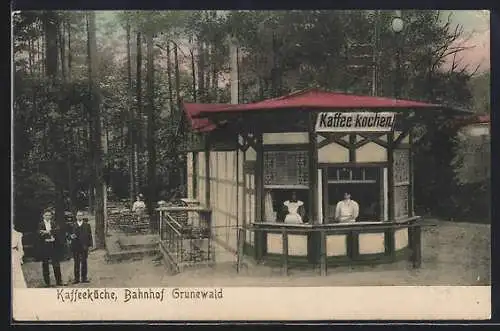 Kaffee kochen!
Kaffeeküche, Bahnhof Grunewald